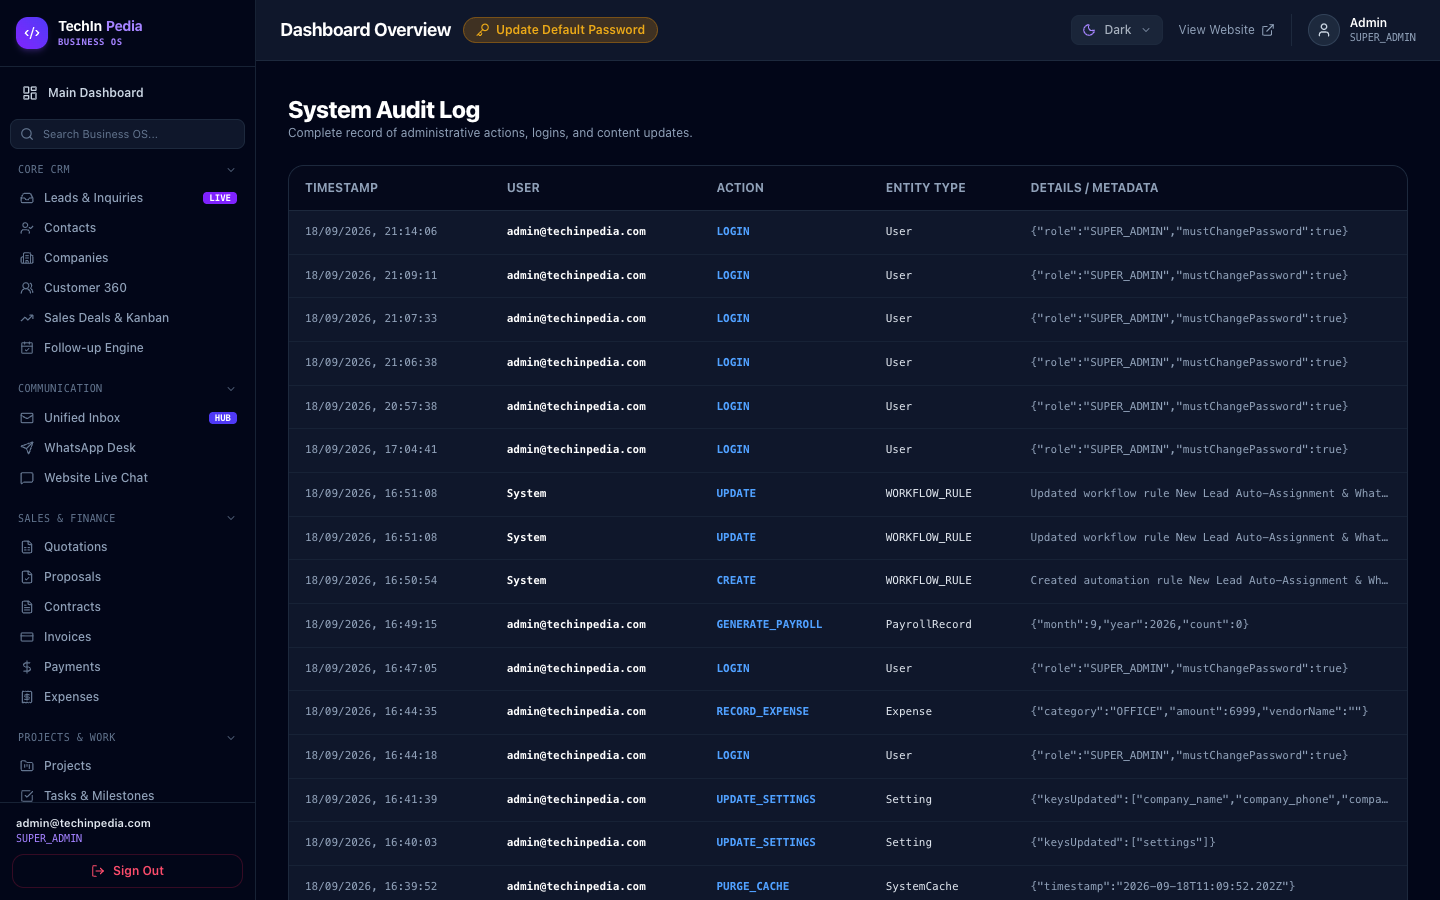 TechIn Pedia
BUSINESS OS
Main Dashboard
Search Business OS...
CORE CRM
Leads & Inquiries LIVE
Contacts
Companies
Customer 360
Sales Deals & Kanban
Follow-up Engine
COMMUNICATION
Unified Inbox HUB
WhatsApp Desk
Website Live Chat
SALES & FINANCE
Quotations
Proposals
Contracts
Invoices
Payments
Expenses
PROJECTS & WORK
Projects
Tasks & Milestones
admin@techinpedia.com
SUPER_ADMIN
Sign Out
Dashboard Overview Update Default Password Dark View Website Admin
SUPER_ADMIN
System Audit Log
Complete record of administrative actions, logins, and content updates.
TIMESTAMP USER ACTION ENTITY TYPE DETAILS / METADATA
18/09/2026, 21:14:06 admin@techinpedia.com LOGIN User {"role":"SUPER_ADMIN","mustChangePassword":true}
18/09/2026, 21:09:11 admin@techinpedia.com LOGIN User {"role":"SUPER_ADMIN","mustChangePassword":true}
18/09/2026, 21:07:33 admin@techinpedia.com LOGIN User {"role":"SUPER_ADMIN","mustChangePassword":true}
18/09/2026, 21:06:38 admin@techinpedia.com LOGIN User {"role":"SUPER_ADMIN","mustChangePassword":true}
18/09/2026, 20:57:38 admin@techinpedia.com LOGIN User {"role":"SUPER_ADMIN","mustChangePassword":true}
18/09/2026, 17:04:41 admin@techinpedia.com LOGIN User {"role":"SUPER_ADMIN","mustChangePassword":true}
18/09/2026, 16:51:08 System UPDATE WORKFLOW_RULE Updated workflow rule New Lead Auto-Assignment & What…
18/09/2026, 16:51:08 System UPDATE WORKFLOW_RULE Updated workflow rule New Lead Auto-Assignment & What…
18/09/2026, 16:50:54 System CREATE WORKFLOW_RULE Created automation rule New Lead Auto-Assignment & Wh…
18/09/2026, 16:49:15 admin@techinpedia.com GENERATE_PAYROLL PayrollRecord {"month":9,"year":2026,"count":0}
18/09/2026, 16:47:05 admin@techinpedia.com LOGIN User {"role":"SUPER_ADMIN","mustChangePassword":true}
18/09/2026, 16:44:35 admin@techinpedia.com RECORD_EXPENSE Expense {"category":"OFFICE","amount":6999,"vendorName":""}
18/09/2026, 16:44:18 admin@techinpedia.com LOGIN User {"role":"SUPER_ADMIN","mustChangePassword":true}
18/09/2026, 16:41:39 admin@techinpedia.com UPDATE_SETTINGS Setting {"keysUpdated":["company_name","company_phone","compa…
18/09/2026, 16:40:03 admin@techinpedia.com UPDATE_SETTINGS Setting {"keysUpdated":["settings"]}
18/09/2026, 16:39:52 admin@techinpedia.com PURGE_CACHE SystemCache {"timestamp":"2026-09-18T11:09:52.202Z"}